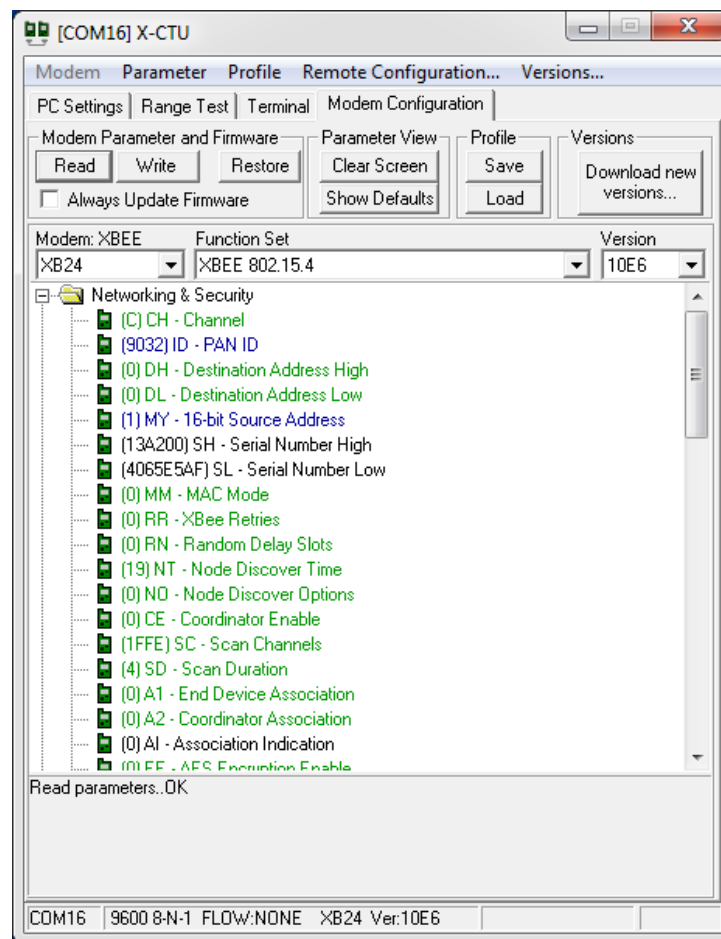 [COM16] X-CTU
Modem Parameter Profile Remote Configuration... Versions...
PC Settings Range Test Terminal Modem Configuration
Modem Parameter and Firmware Parameter View Profile Versions
Read Write Restore Clear Screen Save Download new
versions...
Always Update Firmware Show Defaults Load
Modem: XBEE Function Set Version
XB24 XBEE 802.15.4 10E6
Networking & Security
(C) CH - Channel
(9032) ID - PAN ID
(0) DH - Destination Address High
(0) DL - Destination Address Low
(1) MY - 16-bit Source Address
(13A200) SH - Serial Number High
(4065E5AF) SL - Serial Number Low
(0) MM - MAC Mode
(0) RR - XBee Retries
(0) RN - Random Delay Slots
(19) NT - Node Discover Time
(0) NO - Node Discover Options
(0) CE - Coordinator Enable
(1FFE) SC - Scan Channels
(4) SD - Scan Duration
(0) A1 - End Device Association
(0) A2 - Coordinator Association
(0) AI - Association Indication
(0) EE - AES Encryption Enable
Read parameters..OK
COM16 9600 8-N-1 FLOW:NONE XB24 Ver:10E6